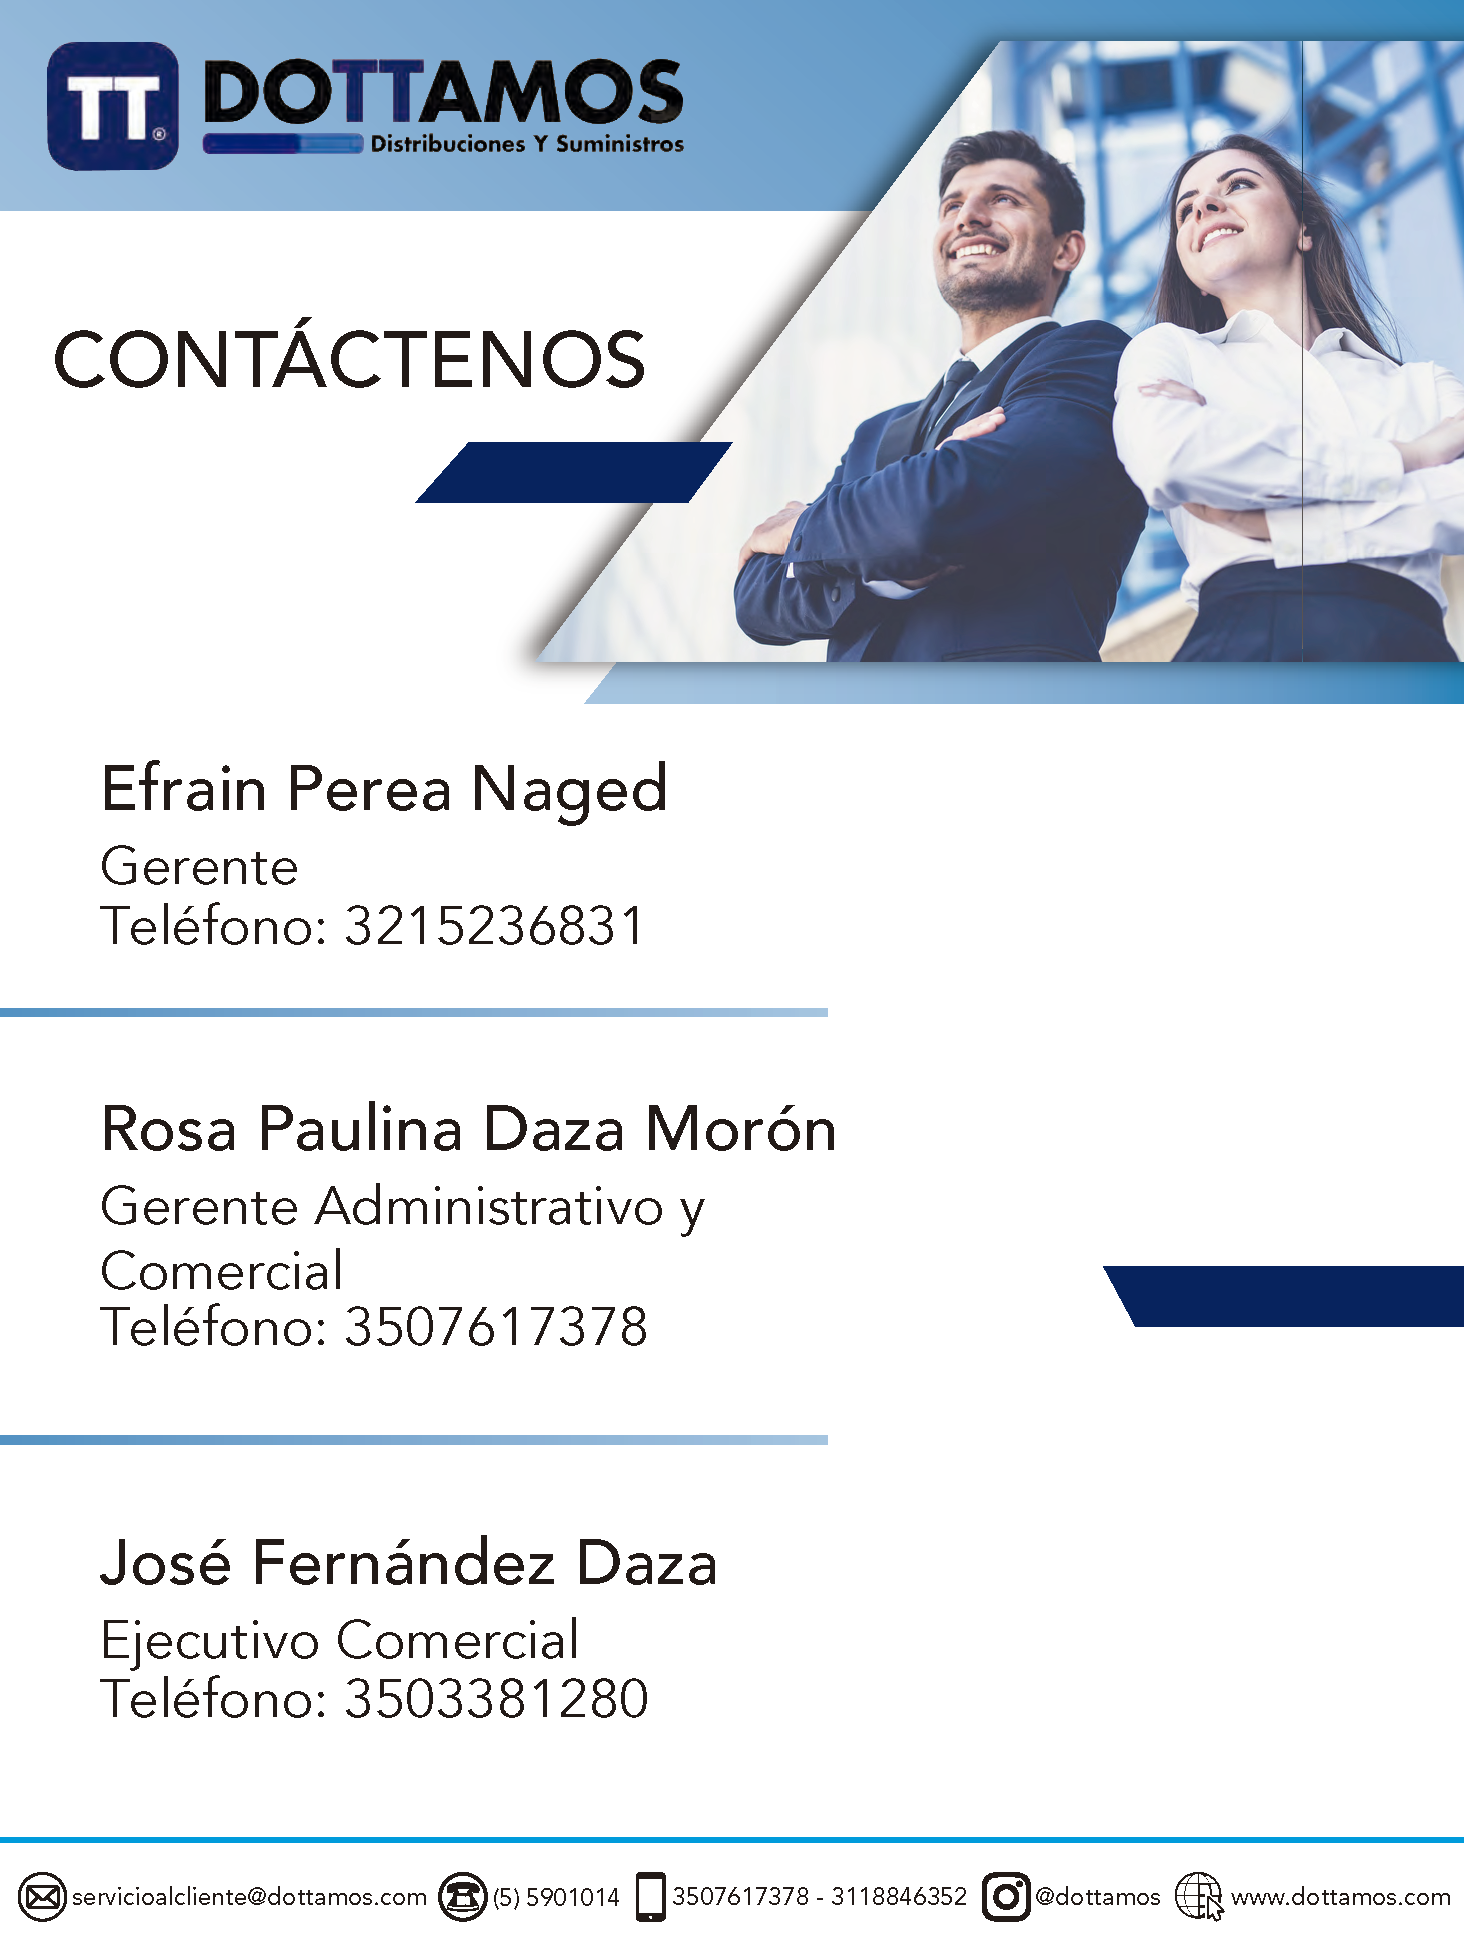 TT®
DOTTAMOS
Distribuciones Y Suministros
CONTÁCTENOS
Efrain Perea Naged
Gerente
Teléfono: 3215236831
Rosa Paulina Daza Morón
Gerente Administrativo y
Comercial
Teléfono: 3507617378
José Fernández Daza
Ejecutivo Comercial
Teléfono: 3503381280
servicioalcliente@dottamos.com (5) 5901014 3507617378 - 3118846352 @dottamos www.dottamos.com